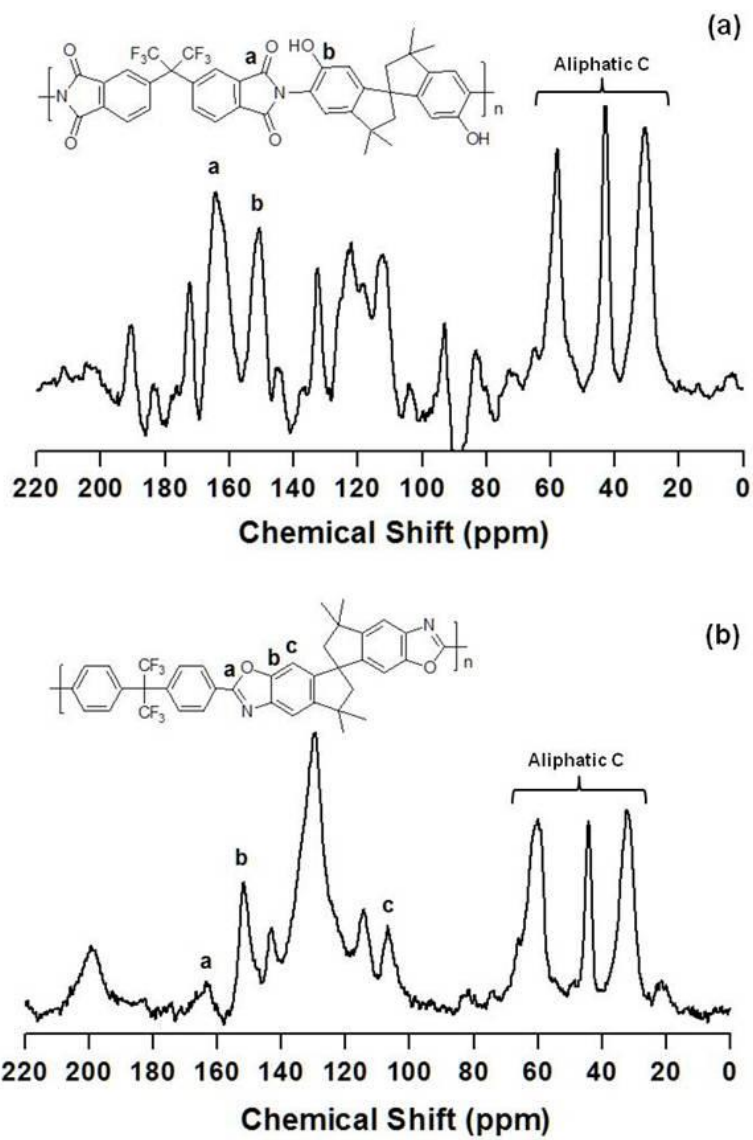 (a)
O
O
F₃C
CF₃
a
O
HO
b
Aliphatic C
N
N
n
O
O
OH
a
b
220 200 180 160 140 120 100 80 60 40 20 0
Chemical Shift (ppm)
(b)
N
b
c
a
O
n
CF₃
O
CF₃
N
Aliphatic C
b
c
a
220 200 180 160 140 120 100 80 60 40 20 0
Chemical Shift (ppm)